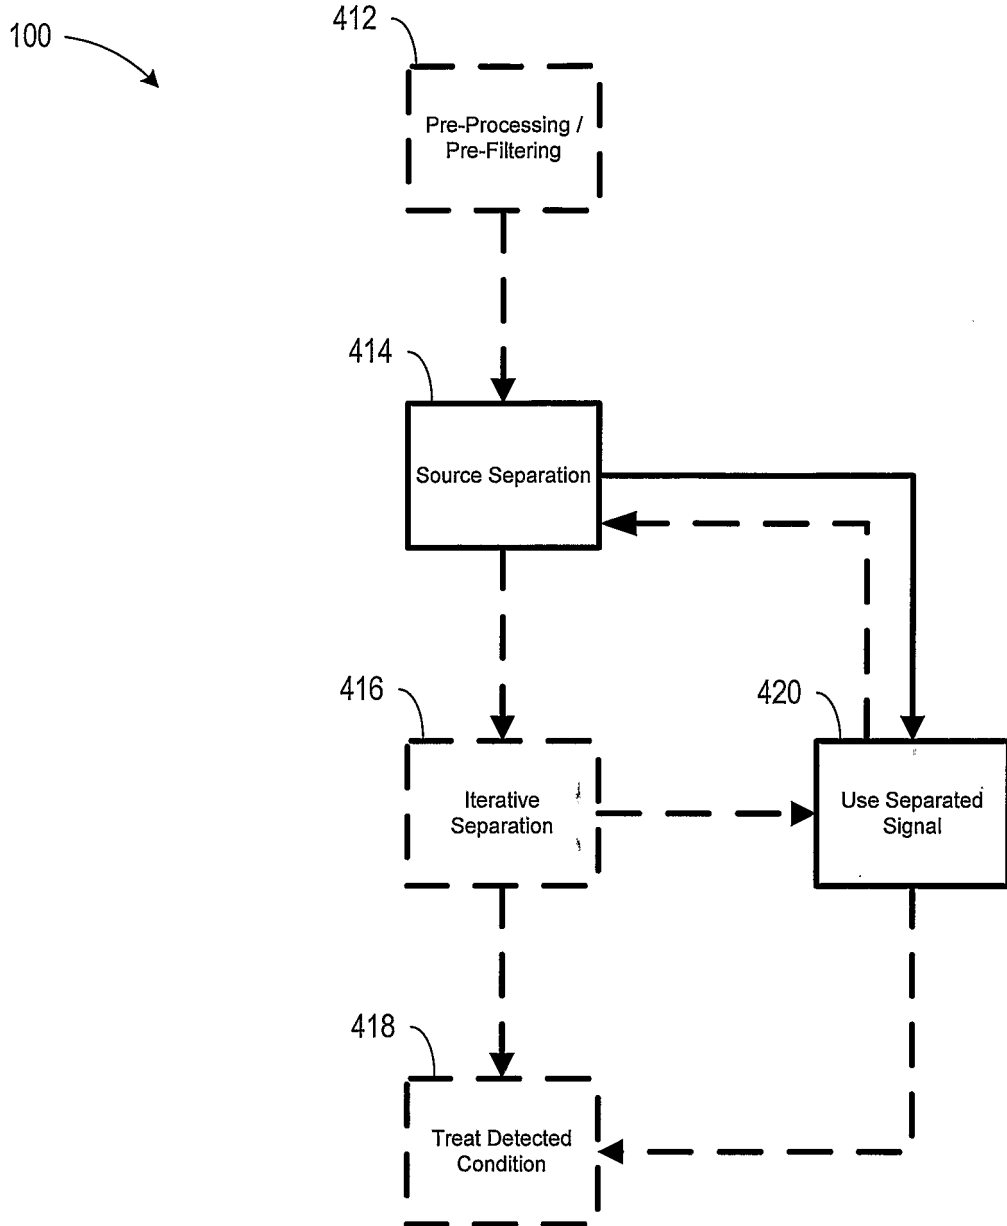 100
412
Pre-Processing /
Pre-Filtering
414
Source Separation
416
Iterative
Separation
420
Use Separated
Signal
418
Treat Detected
Condition